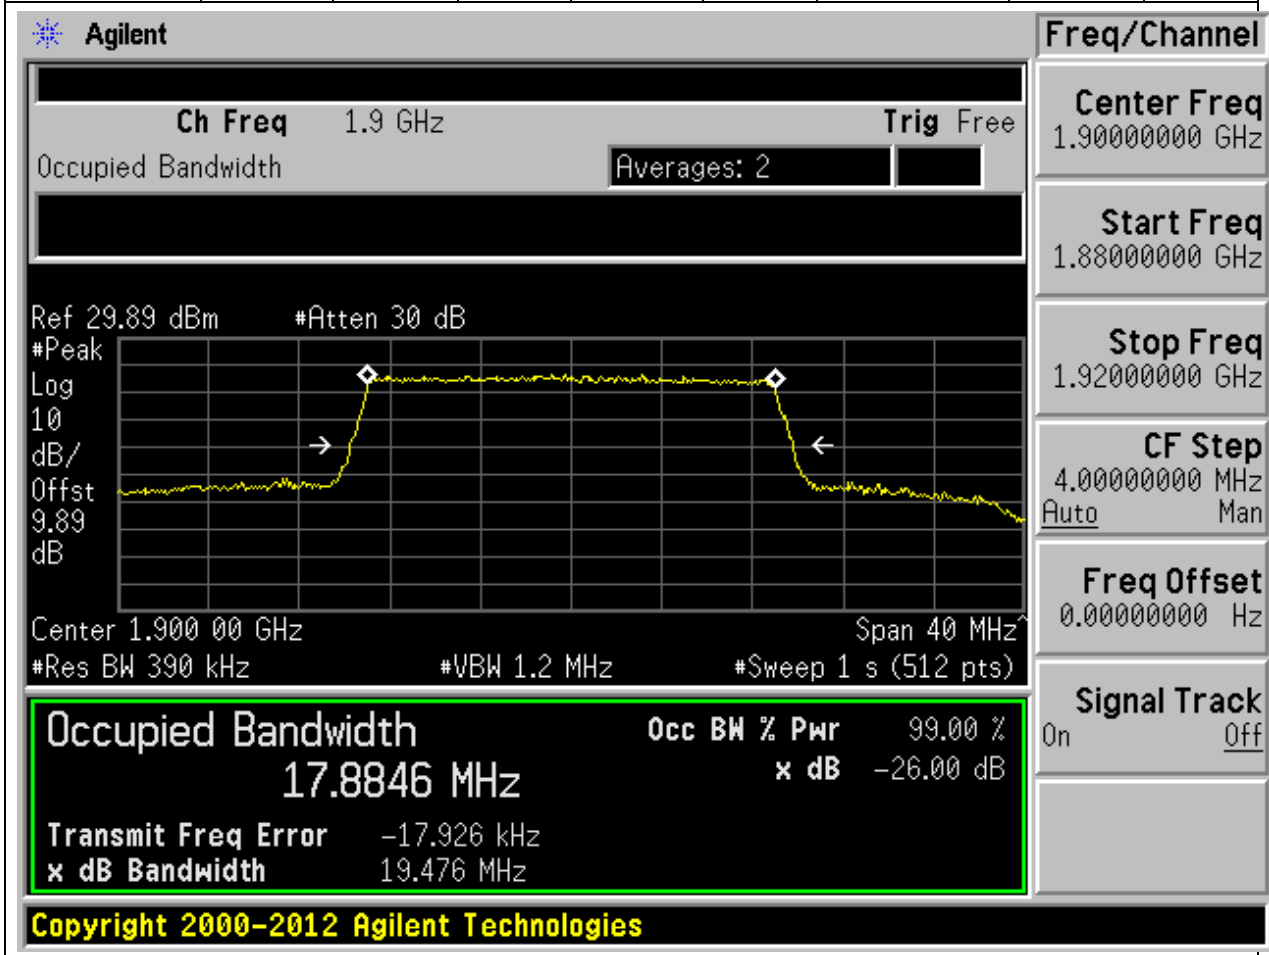 Agilent
Freq/Channel
Ch Freq 1.9 GHz Trig Free
Occupied Bandwidth Averages: 2
Center Freq
1.90000000 GHz
Start Freq
1.88000000 GHz
Stop Freq
1.92000000 GHz
CF Step
4.00000000 MHz
Auto Man
Freq Offset
0.00000000 Hz
Signal Track
On Off
Ref 29.89 dBm #Atten 30 dB
#Peak
Log
10
dB/
Offst
9.89
dB
Center 1.900 00 GHz Span 40 MHz^
#Res BW 390 kHz #VBW 1.2 MHz #Sweep 1 s (512 pts)
Occupied Bandwidth Occ BW % Pwr 99.00 %
17.8846 MHz x dB -26.00 dB
Transmit Freq Error -17.926 kHz
x dB Bandwidth 19.476 MHz
Copyright 2000-2012 Agilent Technologies